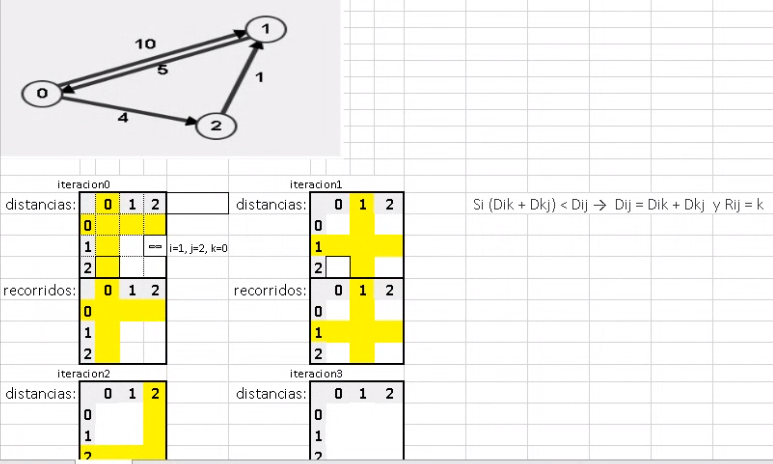 1
10
5
0
1
4
2
iteracion0 iteracion1
distancias: 0 1 2 distancias: 0 1 2 Si (Dik + Dkj) < Dij → Dij = Dik + Dkj y Rij = k
0 0
1 == i=1, j=2, k=0 1
2 2
recorridos: 0 1 2 recorridos: 0 1 2
0 0
1 1
2 2
iteracion2 iteracion3
distancias: 0 1 2 distancias: 0 1 2
0 0
1 1
2 2